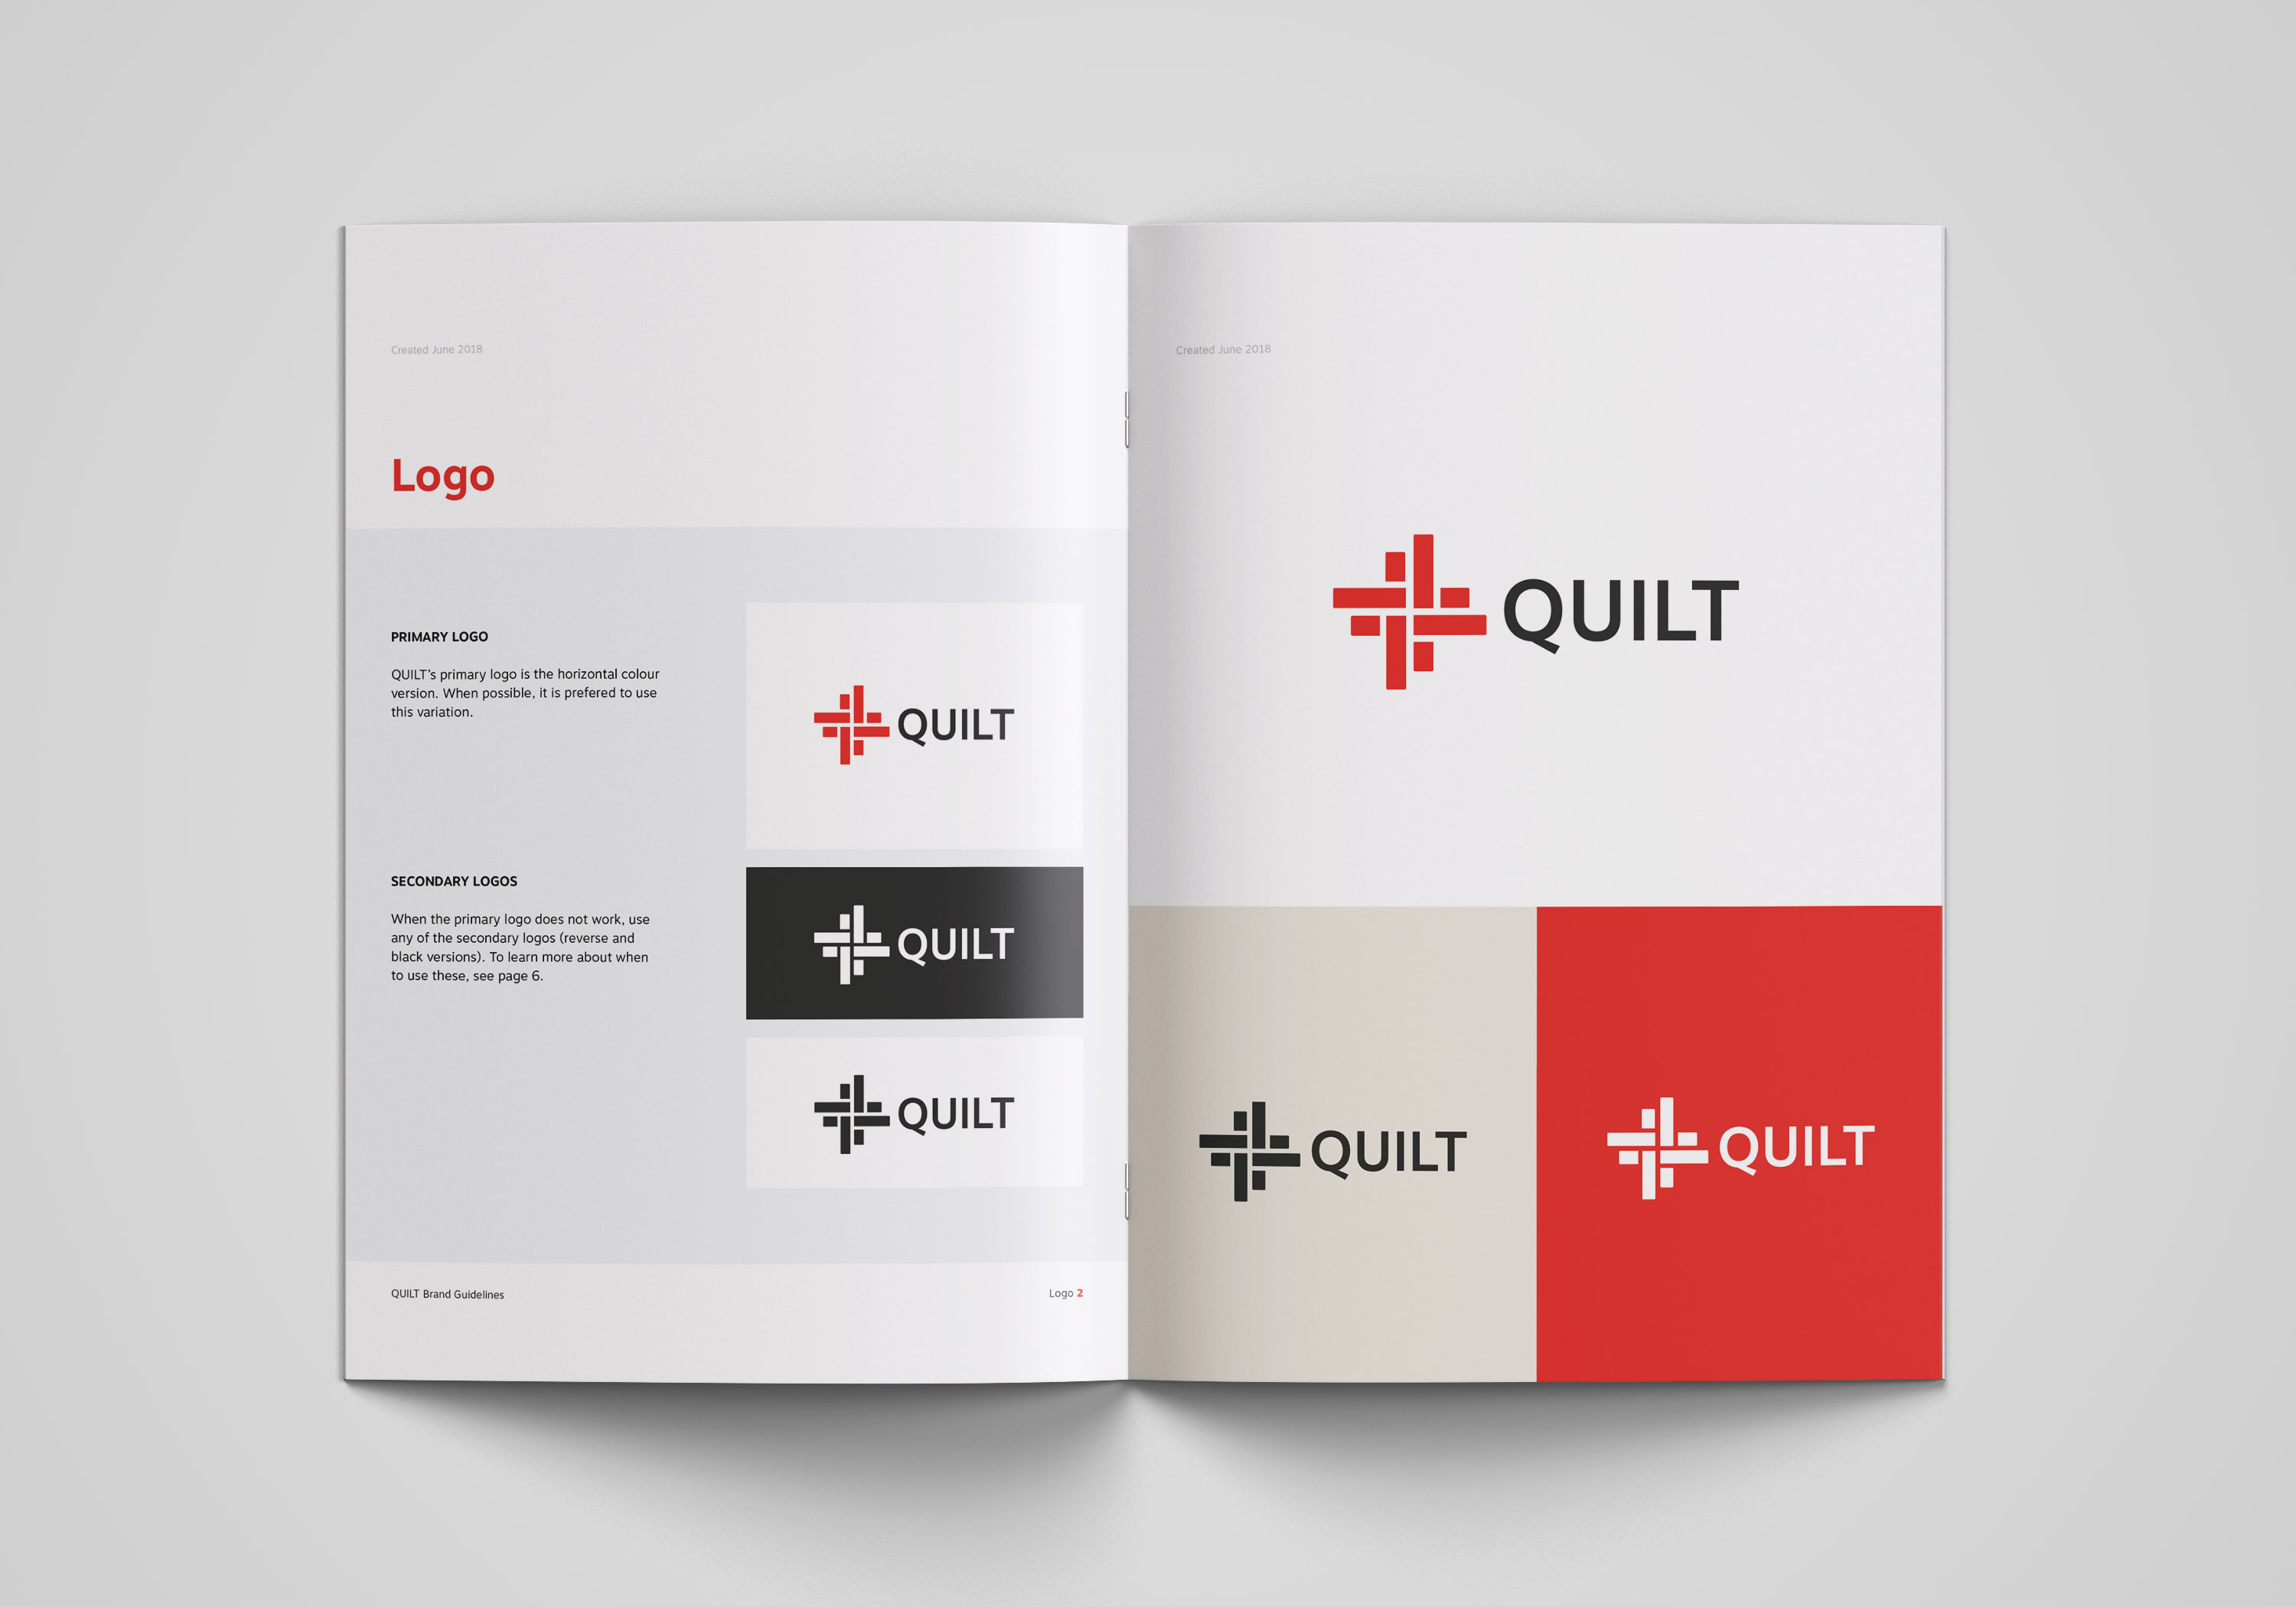 Created June 2018
Logo
PRIMARY LOGO
QUILT's primary logo is the horizontal colour
version. When possible, it is prefered to use
this variation.
QUILT
SECONDARY LOGOS
When the primary logo does not work, use
any of the secondary logos (reverse and
black versions). To learn more about when
to use these, see page 6.
QUILT
QUILT
QUILT Brand Guidelines
Logo 2
Created June 2018
QUILT
QUILT
QUILT